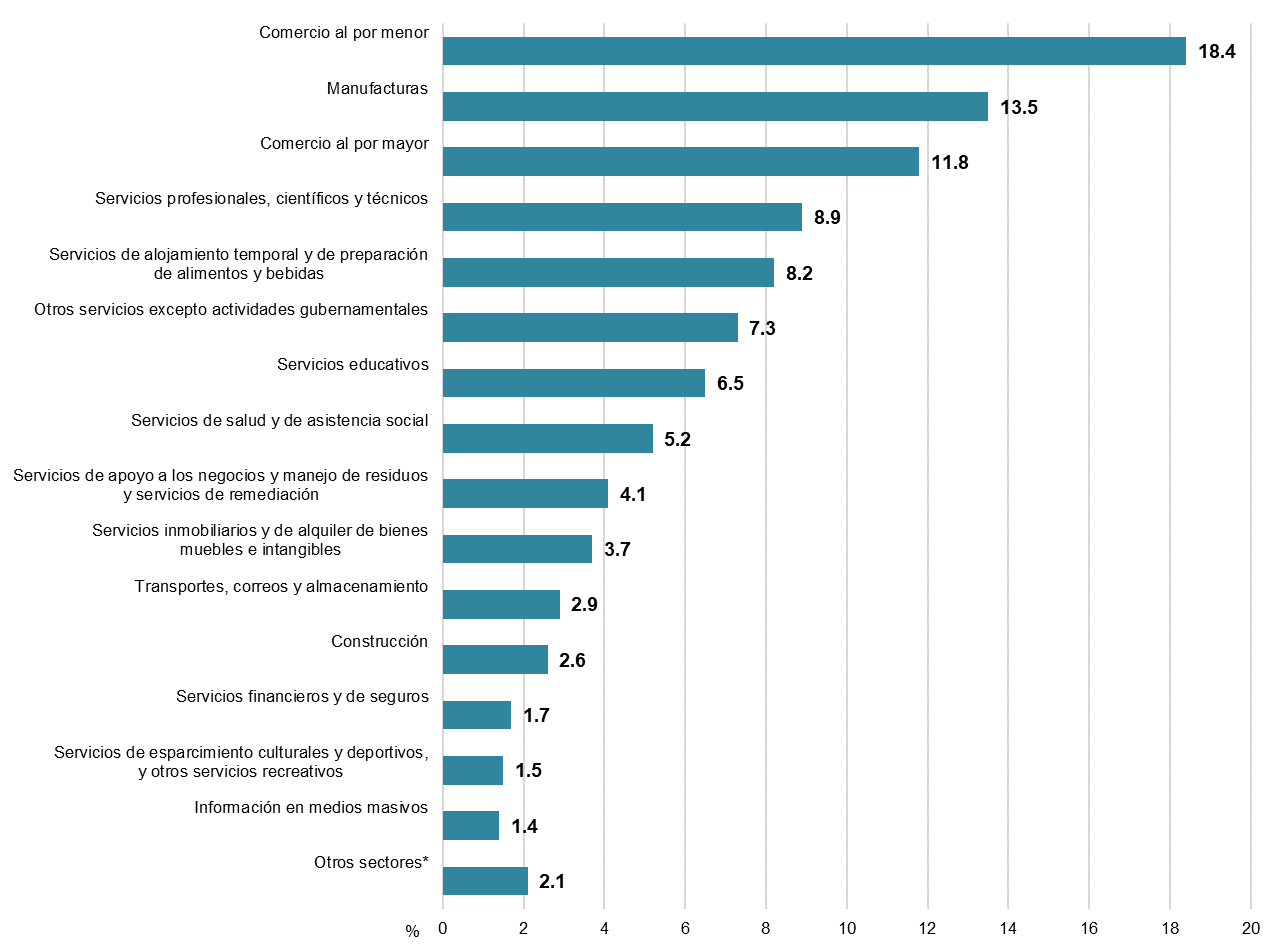 Comercio al por menor
18.4
Manufacturas
13.5
Comercio al por mayor
11.8
Servicios profesionales, científicos y técnicos
8.9
Servicios de alojamiento temporal y de preparación
de alimentos y bebidas
8.2
Otros servicios excepto actividades gubernamentales
7.3
Servicios educativos
6.5
Servicios de salud y de asistencia social
5.2
Servicios de apoyo a los negocios y manejo de residuos
y servicios de remediación
4.1
Servicios inmobiliarios y de alquiler de bienes
muebles e intangibles
3.7
Transportes, correos y almacenamiento
2.9
Construcción
2.6
Servicios financieros y de seguros
1.7
Servicios de esparcimiento culturales y deportivos,
y otros servicios recreativos
1.5
Información en medios masivos
1.4
Otros sectores*
2.1
% 0 2 4 6 8 10 12 14 16 18 20